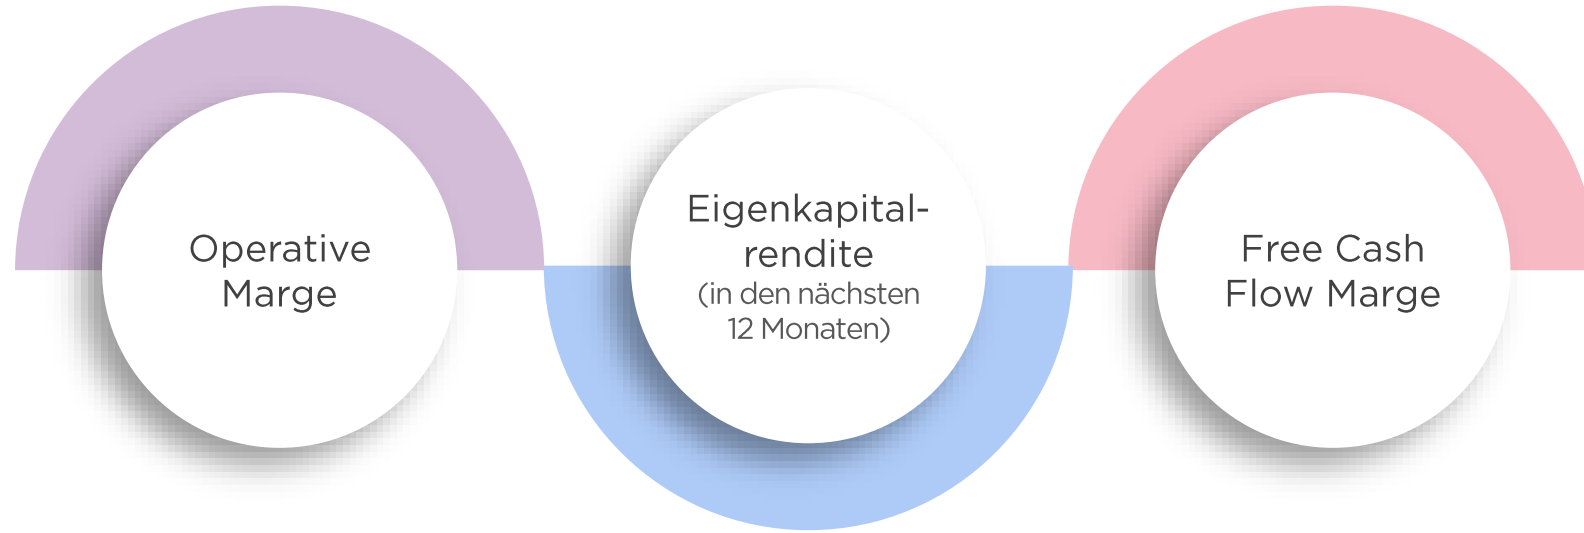 Operative
Marge
Eigenkapital-
rendite
(in den nächsten
12 Monaten)
Free Cash
Flow Marge